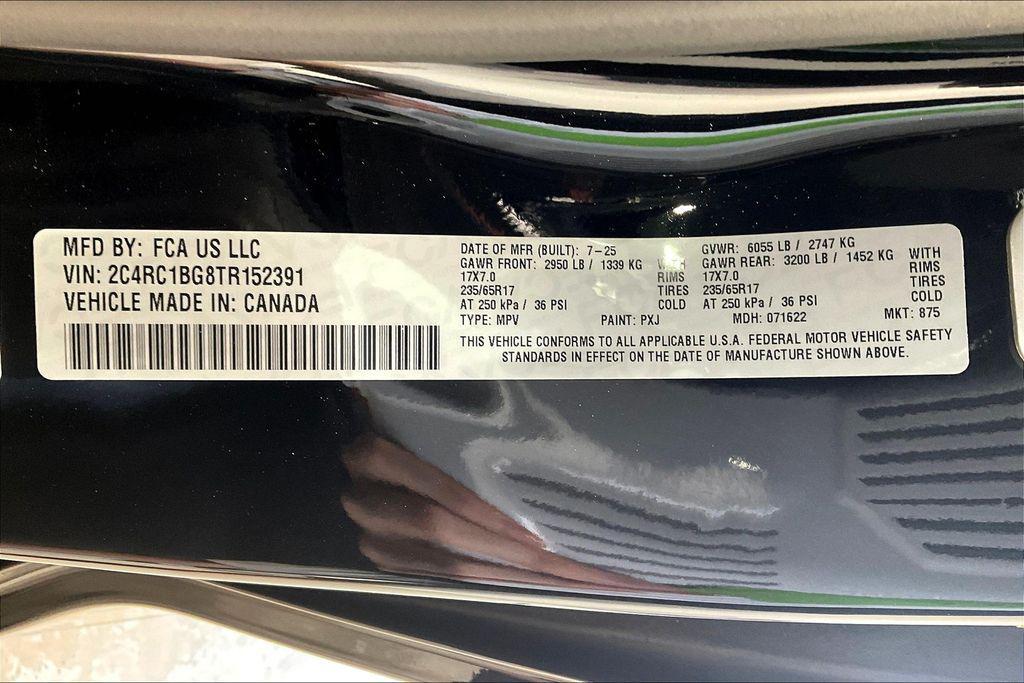 MFD BY: FCA US LLC
VIN: 2C4RC1BG8TR152391
VEHICLE MADE IN: CANADA
DATE OF MFR (BUILT): 7-25
GAWR FRONT: 2950 LB / 1339 KG WITH
17X7.0 RIMS
235/65R17 TIRES
AT 250 kPa / 36 PSI COLD
TYPE: MPV PAINT: PXJ
GVWR: 6055 LB / 2747 KG
GAWR REAR: 3200 LB / 1452 KG WITH
17X7.0 RIMS
235/65R17 TIRES
AT 250 kPa / 36 PSI COLD
MDH: 071622 MKT: 875
THIS VEHICLE CONFORMS TO ALL APPLICABLE U.S.A. FEDERAL MOTOR VEHICLE SAFETY
STANDARDS IN EFFECT ON THE DATE OF MANUFACTURE SHOWN ABOVE.